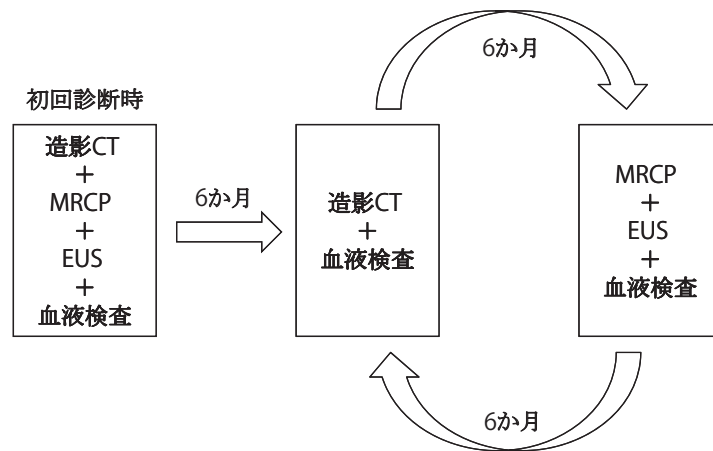 初回診断時
造影CT
+
MRCP
+
EUS
+
血液検査
6か月
造影CT
+
血液検査
6か月
MRCP
+
EUS
+
血液検査
6か月